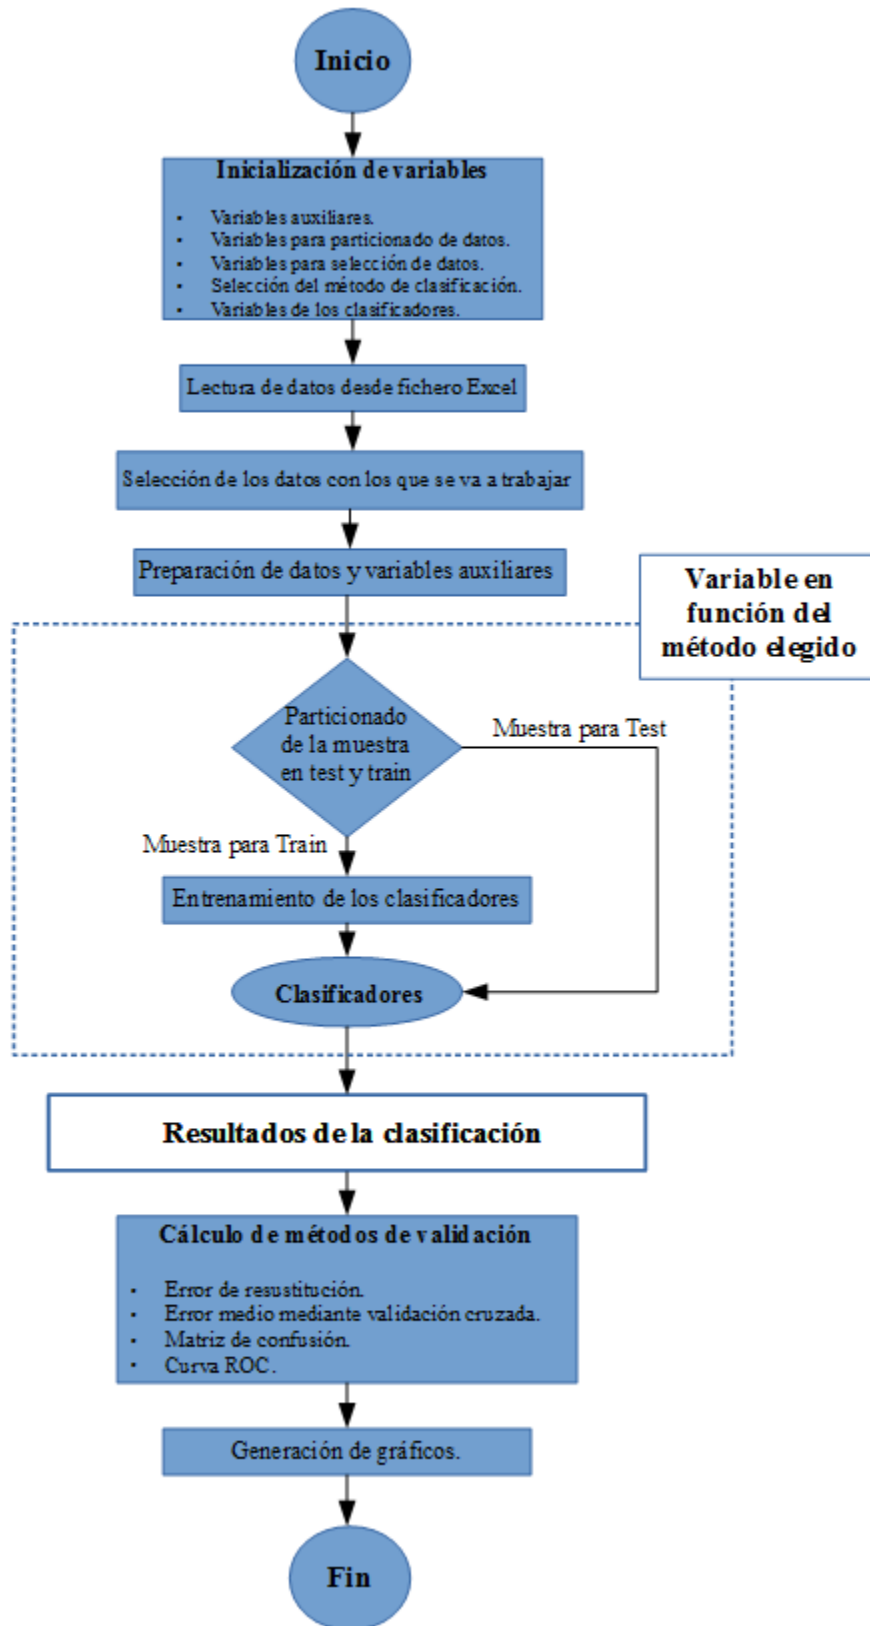 Inicio
Inicialización de variables
• Variables auxiliares.
• Variables para particionado de datos.
• Variables para selección de datos.
• Selección del método de clasificación.
• Variables de los clasificadores.
Lectura de datos desde fichero Excel
Selección de los datos con los que se va a trabajar
Preparación de datos y variables auxiliares
Variable en
función del
método elegido
Particionado
de la muestra
en test y train
Muestra para Test
Muestra para Train
Entrenamiento de los clasificadores
Clasificadores
Resultados de la clasificación
Cálculo de métodos de validación
• Error de resustitución.
• Error medio mediante validación cruzada.
• Matriz de confusión.
• Curva ROC.
Generación de gráficos.
Fin